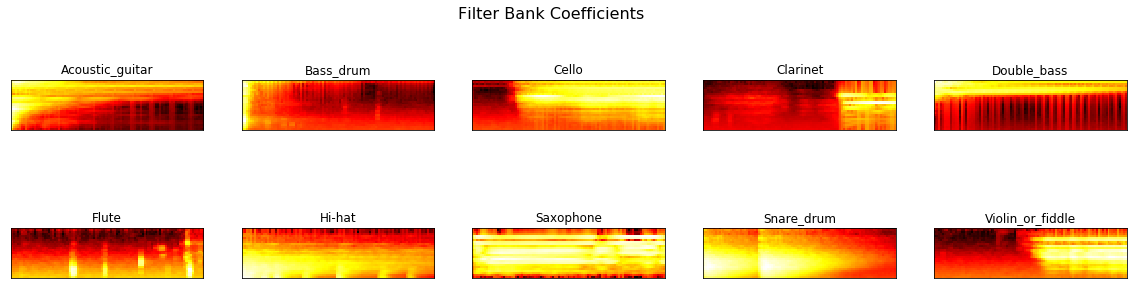 Filter Bank Coefficients
Acoustic_guitar
Bass_drum
Cello
Clarinet
Double_bass
Flute
Hi-hat
Saxophone
Snare_drum
Violin_or_fiddle